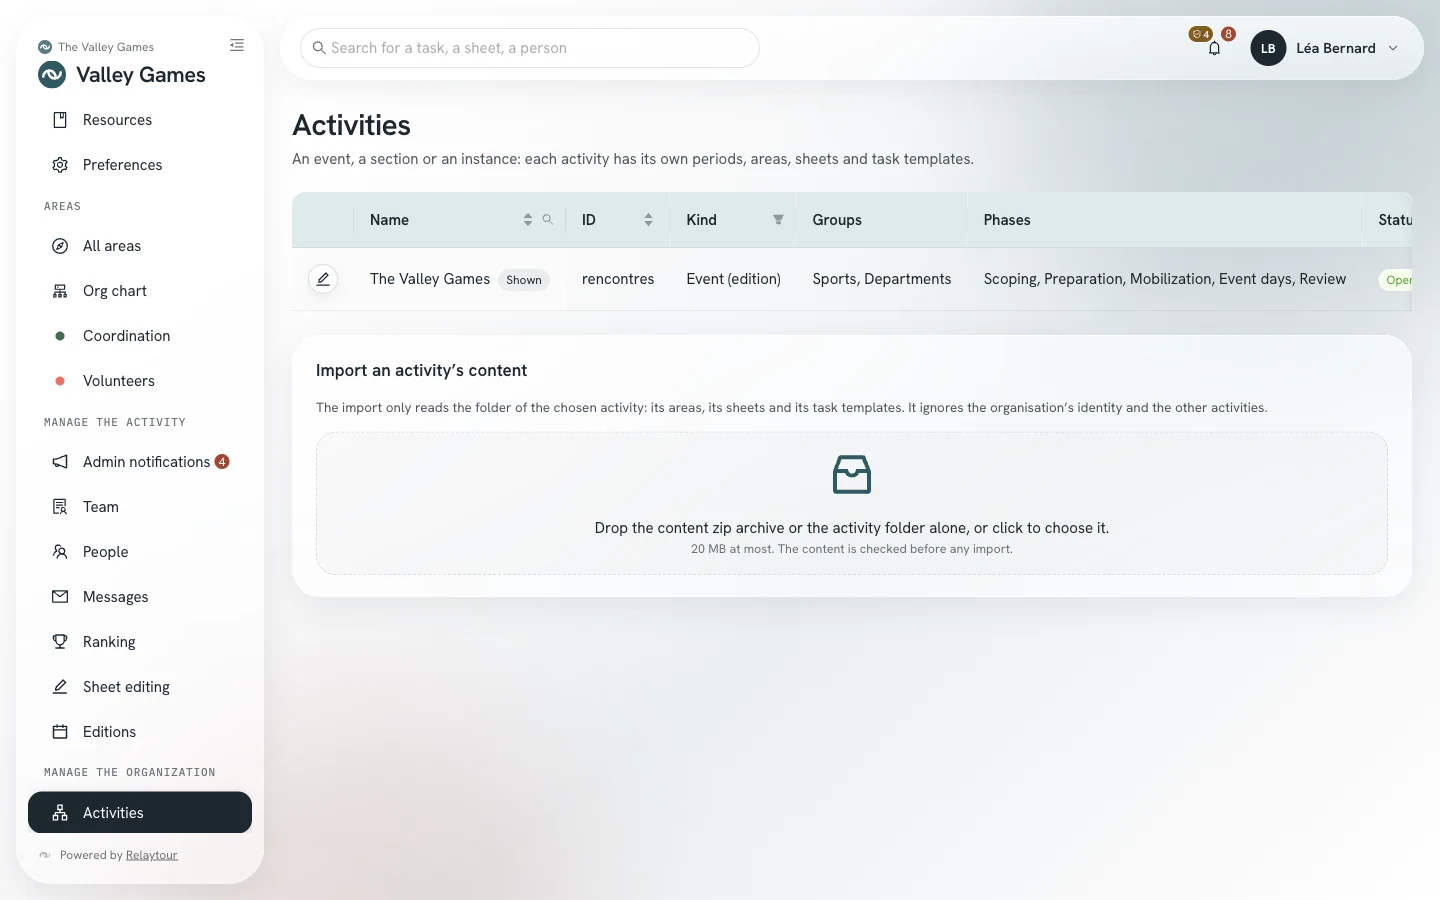 The Valley Games
Valley Games
Resources
Preferences
AREAS
All areas
Org chart
Coordination
Volunteers
MANAGE THE ACTIVITY
Admin notifications 4
Team
People
Messages
Ranking
Sheet editing
Editions
MANAGE THE ORGANIZATION
Activities
Powered by Relaytour
Search for a task, a sheet, a person
4
8
LB
Léa Bernard
Activities
An event, a section or an instance: each activity has its own periods, areas, sheets and task templates.
Name ID Kind Groups Phases Statu
The Valley Games Shown rencontres Event (edition) Sports, Departments Scoping, Preparation, Mobilization, Event days, Review Open
Import an activity’s content
The import only reads the folder of the chosen activity: its areas, its sheets and its task templates. It ignores the organisation’s identity and the other activities.
Drop the content zip archive or the activity folder alone, or click to choose it.
20 MB at most. The content is checked before any import.